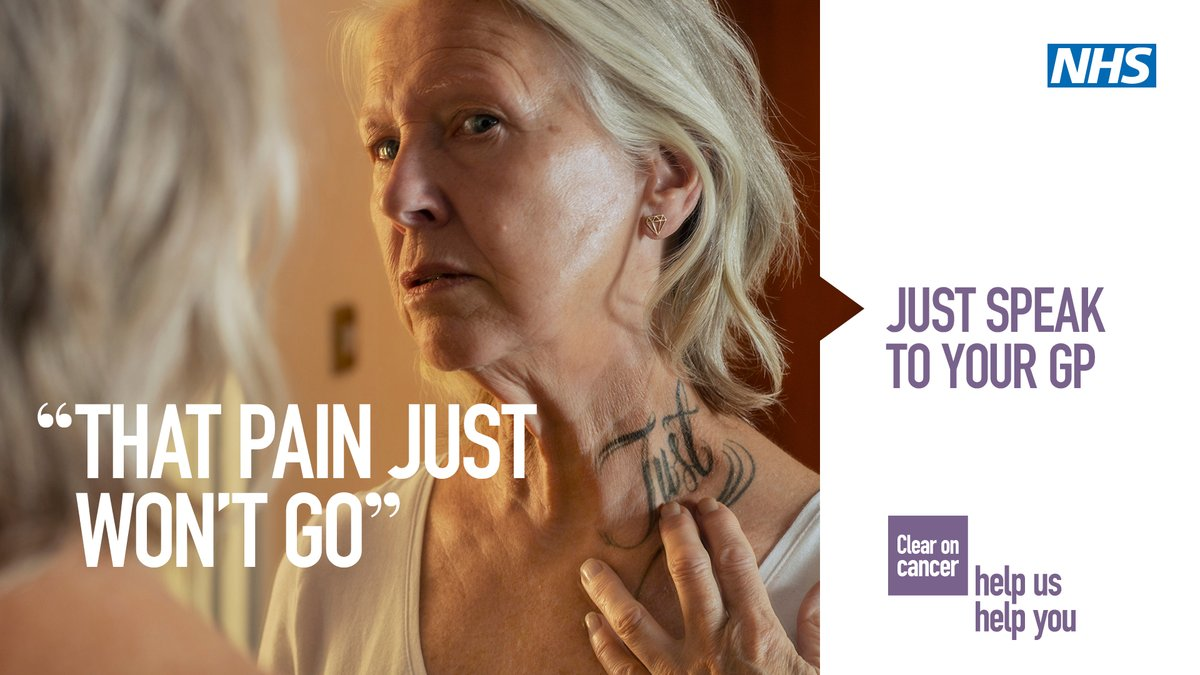 “THAT PAIN JUST
WON’T GO”
Just
NHS
JUST SPEAK
TO YOUR GP
Clear on
cancer
help us
help you